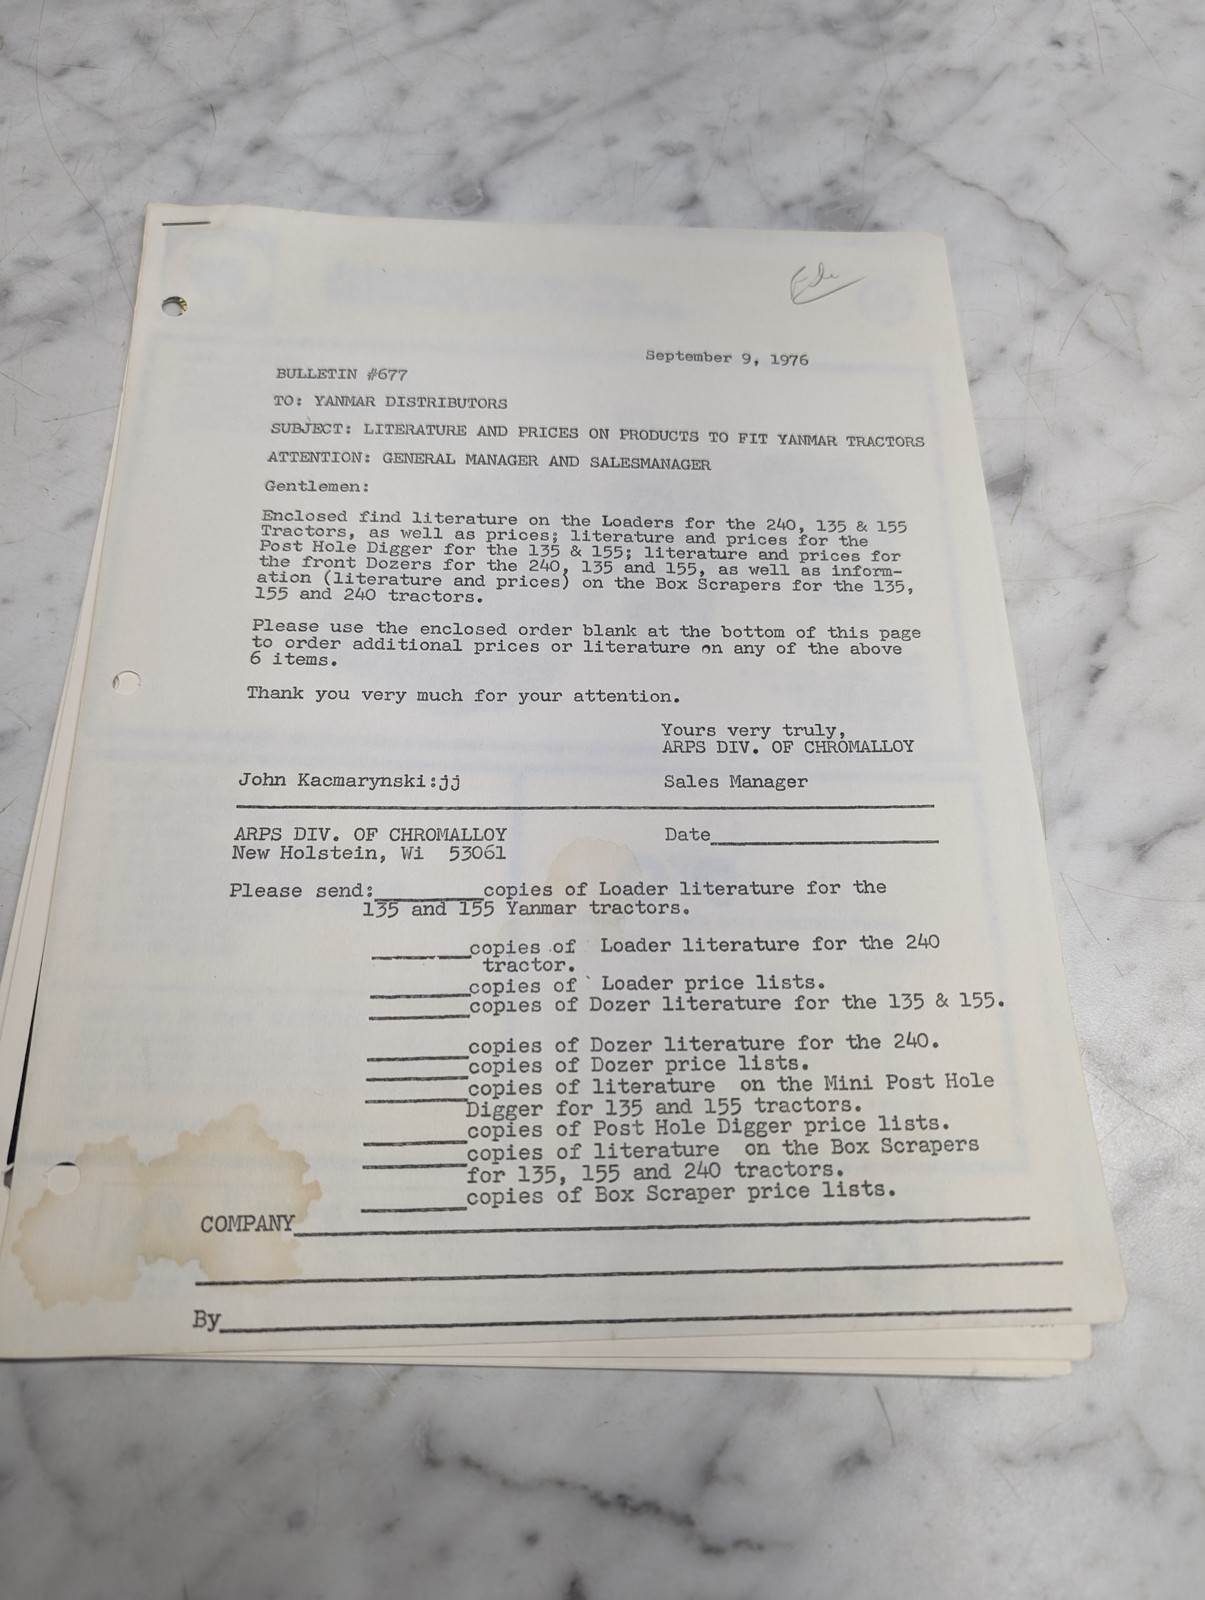 September 9, 1976
BULLETIN #677
TO: YANMAR DISTRIBUTORS
SUBJECT: LITERATURE AND PRICES ON PRODUCTS TO FIT YANMAR TRACTORS
ATTENTION: GENERAL MANAGER AND SALESMANAGER
Gentlemen:
Enclosed find literature on the Loaders for the 240, 135 & 155
Tractors, as well as prices; literature and prices for the
Post Hole Digger for the 135 & 155; literature and prices for
the front Dozers for the 240, 135 and 155, as well as inform-
ation (literature and prices) on the Box Scrapers for the 135,
155 and 240 tractors.
Please use the enclosed order blank at the bottom of this page
to order additional prices or literature on any of the above
6 items.
Thank you very much for your attention.
Yours very truly,
ARPS DIV. OF CHROMALLOY
John Kacmarynski:jj Sales Manager
ARPS DIV. OF CHROMALLOY Date
New Holstein, Wi 53061
Please send: copies of Loader literature for the
135 and 155 Yanmar tractors.
copies of Loader literature for the 240
tractor.
copies of Loader price lists.
copies of Dozer literature for the 135 & 155.
copies of Dozer literature for the 240.
copies of Dozer price lists.
copies of literature on the Mini Post Hole
Digger for 135 and 155 tractors.
copies of Post Hole Digger price lists.
copies of literature on the Box Scrapers
for 135, 155 and 240 tractors.
copies of Box Scraper price lists.
COMPANY
By